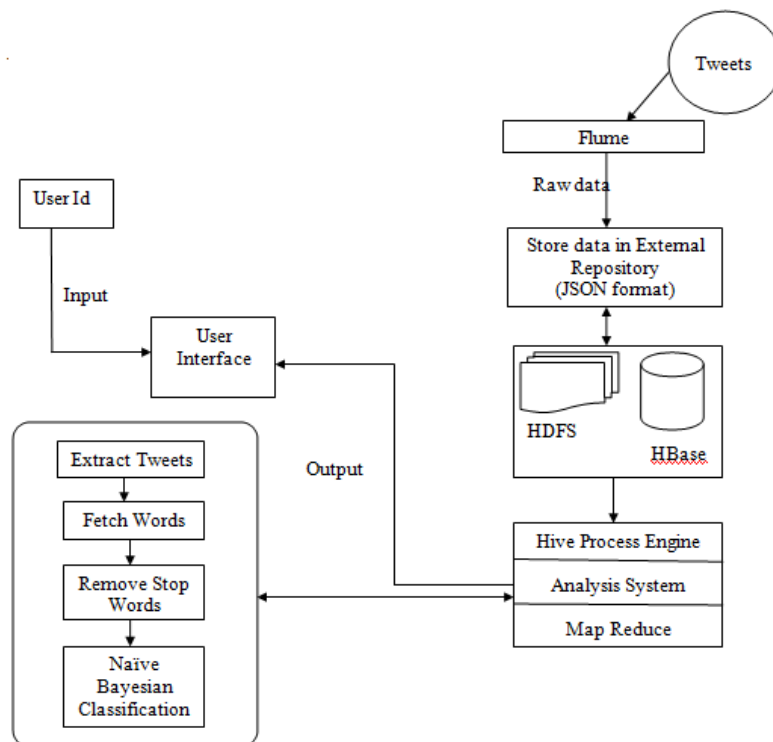 Tweets
Flume
Raw data
User Id
Store data in External
Repository
(JSON format)
Input
User
Interface
HDFS
HBase
Extract Tweets
Output
Fetch Words
Hive Process Engine
Remove Stop
Words
Analysis System
Map Reduce
Naïve
Bayesian
Classification